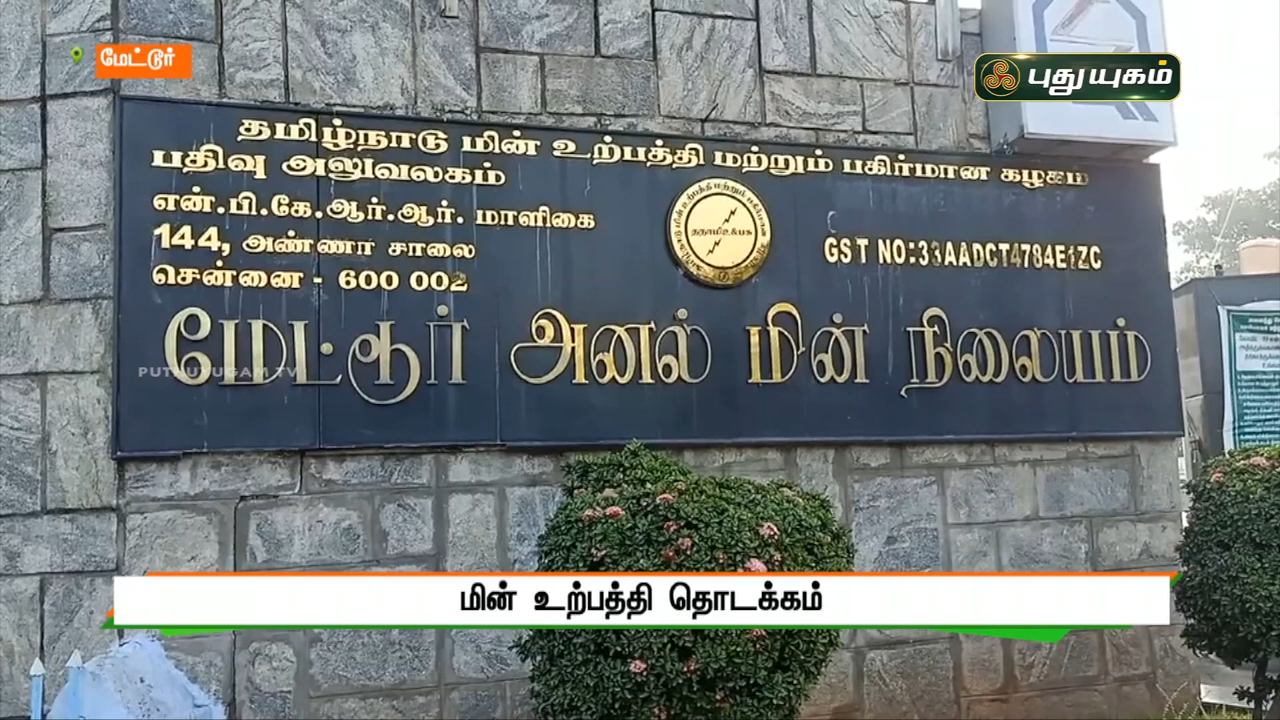 மேட்டூர்
புதுயுகம்
தமிழ்நாடு மின் உற்பத்தி மற்றும் பகிர்மான கழகம்
பதிவு அலுவலகம்
என்.பி.கே.ஆர்.ஆர். மாளிகை
144, அண்ணா சாலை
சென்னை - 600 002
GST NO:33AADCT4784E1ZC
மேட்டூர் அனல் மின் நிலையம்
PUTHUYUGAM TV
மின் உற்பத்தி தொடக்கம்